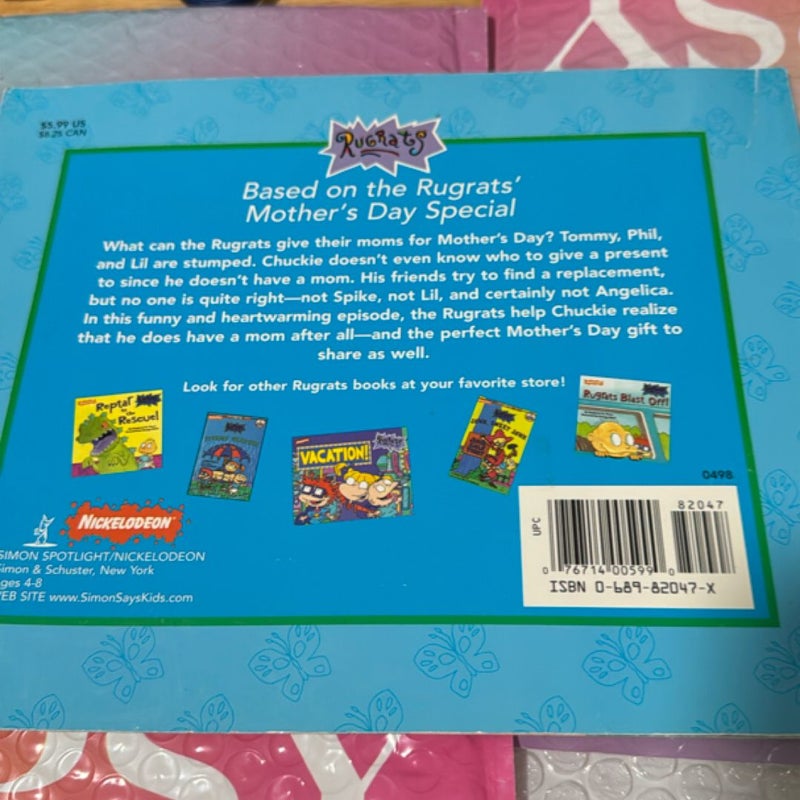 $5.99 US
$8.25 CAN
RUGRATS
Based on the Rugrats'
Mother's Day Special
What can the Rugrats give their moms for Mother's Day? Tommy, Phil,
and Lil are stumped. Chuckie doesn't even know who to give a present
to since he doesn't have a mom. His friends try to find a replacement,
but no one is quite right—not Spike, not Lil, and certainly not Angelica.
In this funny and heartwarming episode, the Rugrats help Chuckie realize
that he does have a mom after all—and the perfect Mother's Day gift to
share as well.
Look for other Rugrats books at your favorite store!
Reptar
to the
Rescue!
VACATION!
Rugrats Blast Off!
0498
NICKELODEON
SIMON SPOTLIGHT/NICKELODEON
Simon & Schuster, New York
ages 4-8
WEB SITE www.SimonSaysKids.com
UPC
82047
0 76714 00599 0
ISBN 0-689-82047-X